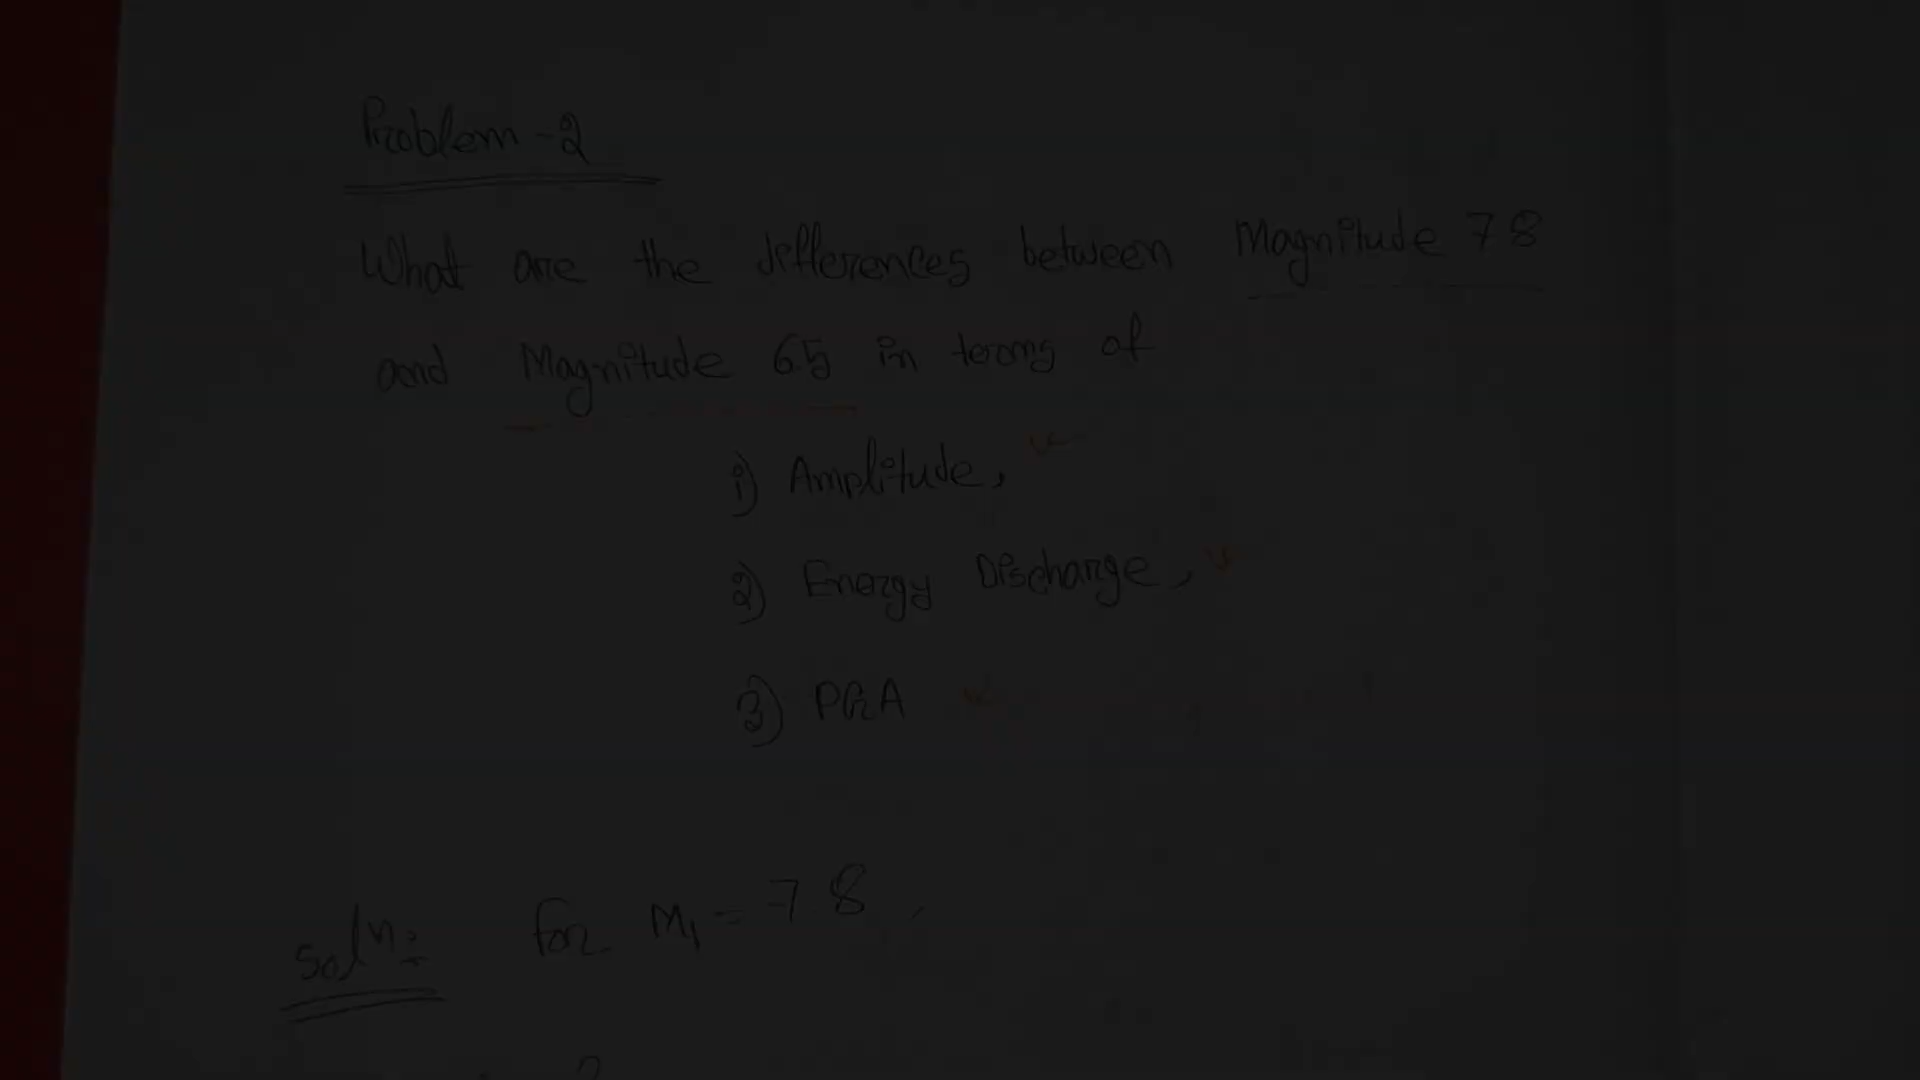 Problem - 2
What are the differences between Magnitude 7.8
and Magnitude 6.5 in terms of
1) Amplitude,
2) Energy Discharge,
3) PGA
Soln: for M1 = 7.8,